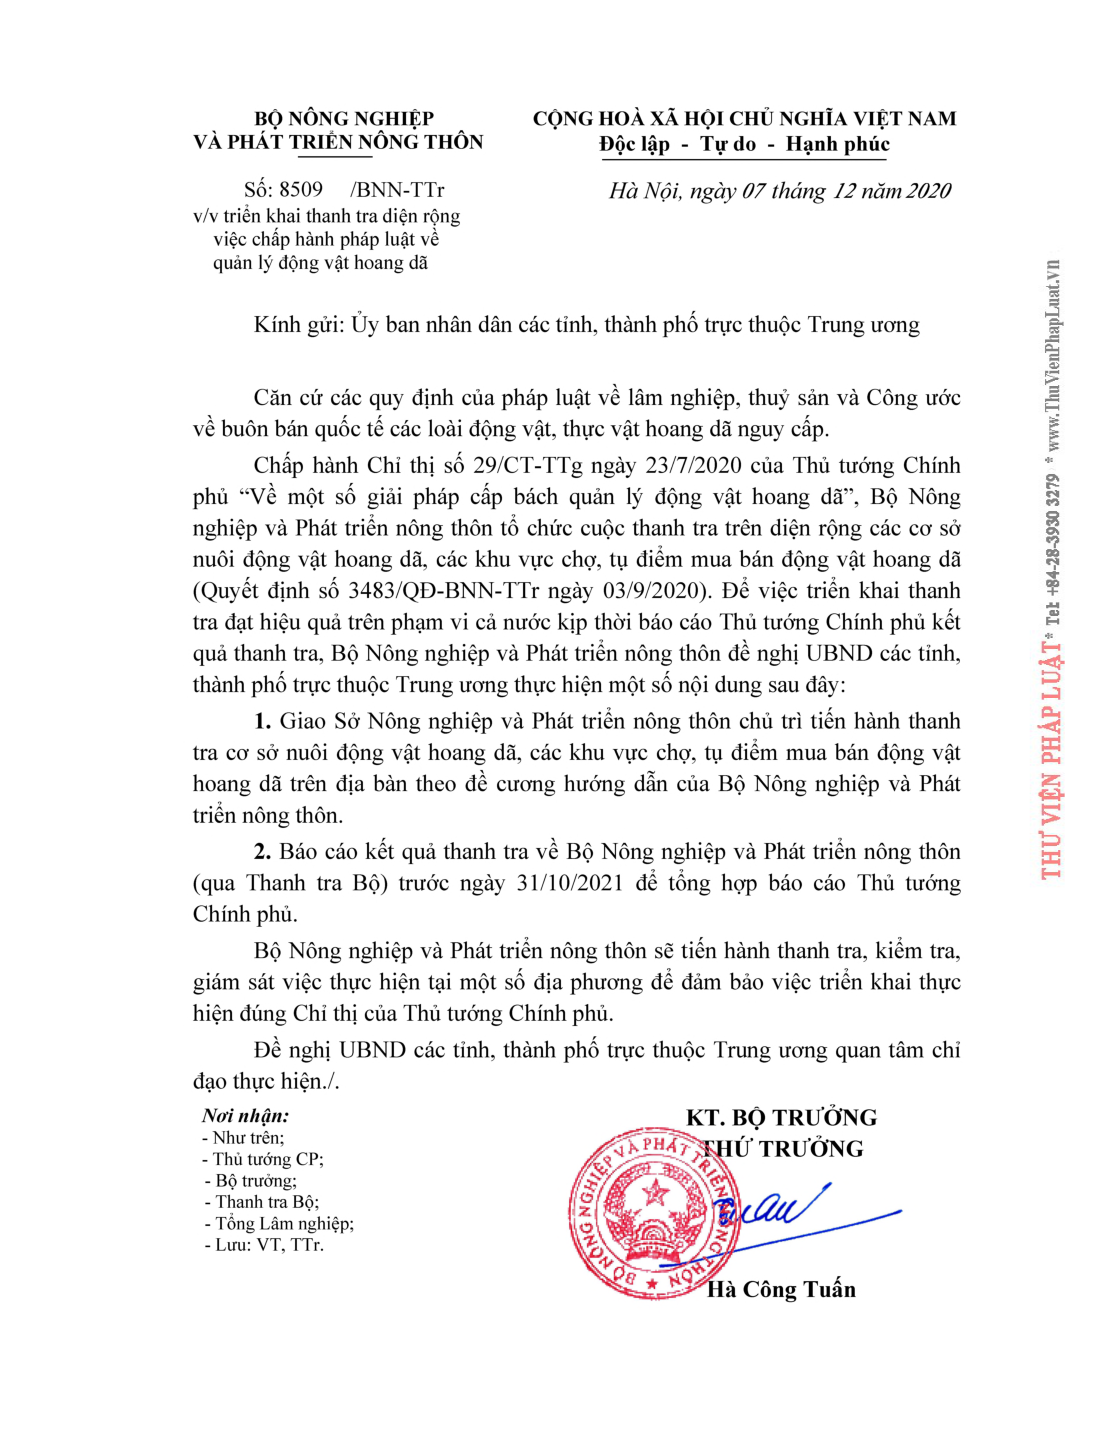 BỘ NÔNG NGHIỆP
VÀ PHÁT TRIỂN NÔNG THÔN
CỘNG HOÀ XÃ HỘI CHỦ NGHĨA VIỆT NAM
Độc lập - Tự do - Hạnh phúc
Số: 8509 /BNN-TTr
v/v triển khai thanh tra diện rộng
việc chấp hành pháp luật về
quản lý động vật hoang dã
Hà Nội, ngày 07 tháng 12 năm 2020
Kính gửi: Ủy ban nhân dân các tỉnh, thành phố trực thuộc Trung ương
Căn cứ các quy định của pháp luật về lâm nghiệp, thuỷ sản và Công ước
về buôn bán quốc tế các loài động vật, thực vật hoang dã nguy cấp.
Chấp hành Chỉ thị số 29/CT-TTg ngày 23/7/2020 của Thủ tướng Chính
phủ “Về một số giải pháp cấp bách quản lý động vật hoang dã”, Bộ Nông
nghiệp và Phát triển nông thôn tổ chức cuộc thanh tra trên diện rộng các cơ sở
nuôi động vật hoang dã, các khu vực chợ, tụ điểm mua bán động vật hoang dã
(Quyết định số 3483/QĐ-BNN-TTr ngày 03/9/2020). Để việc triển khai thanh
tra đạt hiệu quả trên phạm vi cả nước kịp thời báo cáo Thủ tướng Chính phủ kết
quả thanh tra, Bộ Nông nghiệp và Phát triển nông thôn đề nghị UBND các tỉnh,
thành phố trực thuộc Trung ương thực hiện một số nội dung sau đây:
1. Giao Sở Nông nghiệp và Phát triển nông thôn chủ trì tiến hành thanh
tra cơ sở nuôi động vật hoang dã, các khu vực chợ, tụ điểm mua bán động vật
hoang dã trên địa bàn theo đề cương hướng dẫn của Bộ Nông nghiệp và Phát
triển nông thôn.
2. Báo cáo kết quả thanh tra về Bộ Nông nghiệp và Phát triển nông thôn
(qua Thanh tra Bộ) trước ngày 31/10/2021 để tổng hợp báo cáo Thủ tướng
Chính phủ.
Bộ Nông nghiệp và Phát triển nông thôn sẽ tiến hành thanh tra, kiểm tra,
giám sát việc thực hiện tại một số địa phương để đảm bảo việc triển khai thực
hiện đúng Chỉ thị của Thủ tướng Chính phủ.
Đề nghị UBND các tỉnh, thành phố trực thuộc Trung ương quan tâm chỉ
đạo thực hiện./.
Nơi nhận:
- Như trên;
- Thủ tướng CP;
- Bộ trưởng;
- Thanh tra Bộ;
- Tổng Lâm nghiệp;
- Lưu: VT, TTr.
KT. BỘ TRƯỞNG
THỨ TRƯỞNG
BỘ NÔNG NGHIỆP VÀ PHÁT TRIỂN NÔNG THÔN
Hà Công Tuấn
THƯ VIỆN PHÁP LUẬT * Tel: +84-28-3930 3279 * www.ThuVienPhapLuat.vn